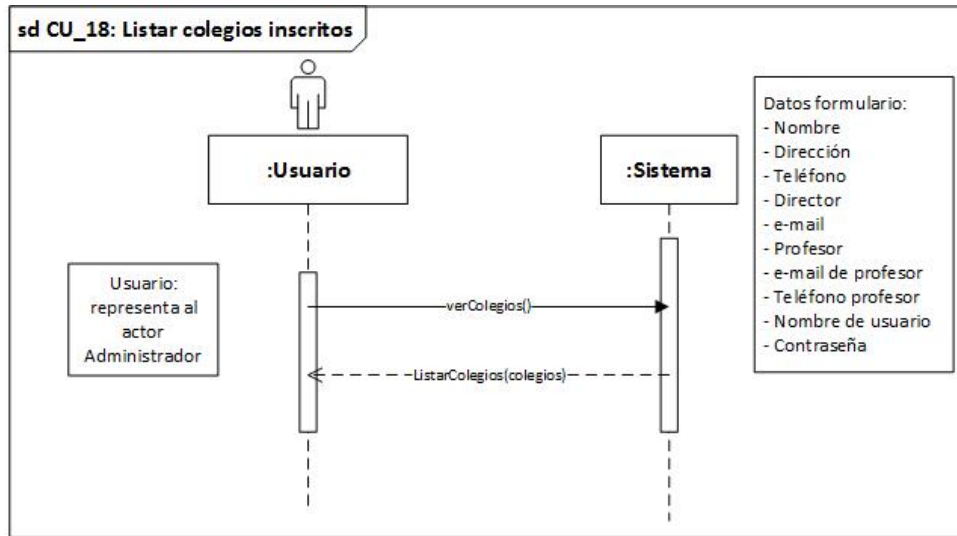 sd CU_18: Listar colegios inscritos
:Usuario
:Sistema
Datos formulario:
- Nombre
- Dirección
- Teléfono
- Director
- e-mail
- Profesor
- e-mail de profesor
- Teléfono profesor
- Nombre de usuario
- Contraseña
Usuario:
representa al
actor
Administrador
verColegios()
ListarColegios(colegios)